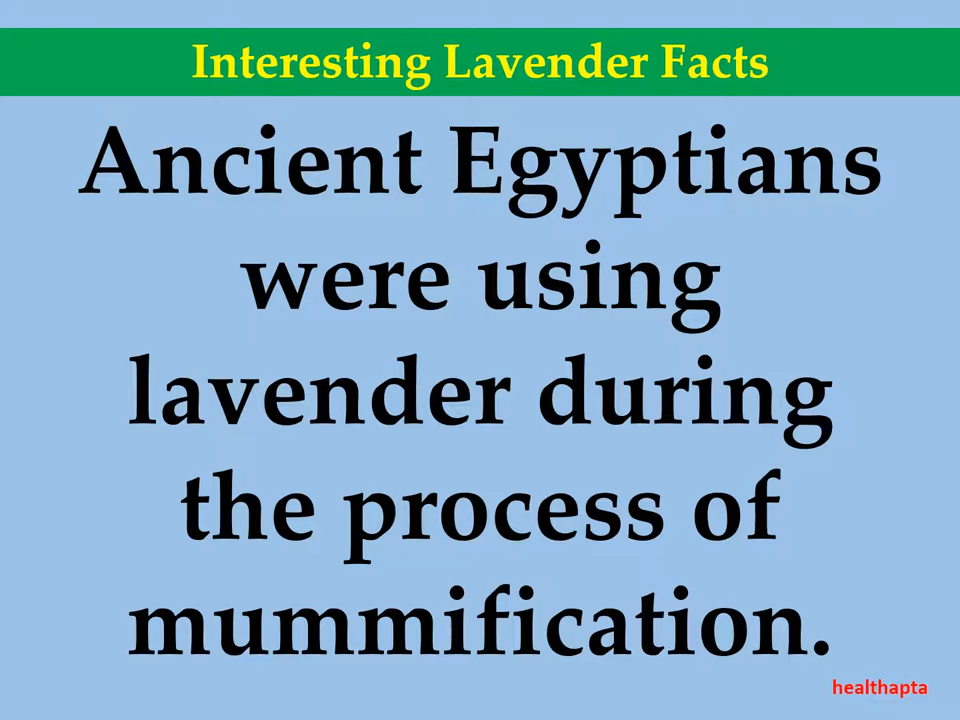 Interesting Lavender Facts
Ancient Egyptians
were using
lavender during
the process of
mummification.
healthapta